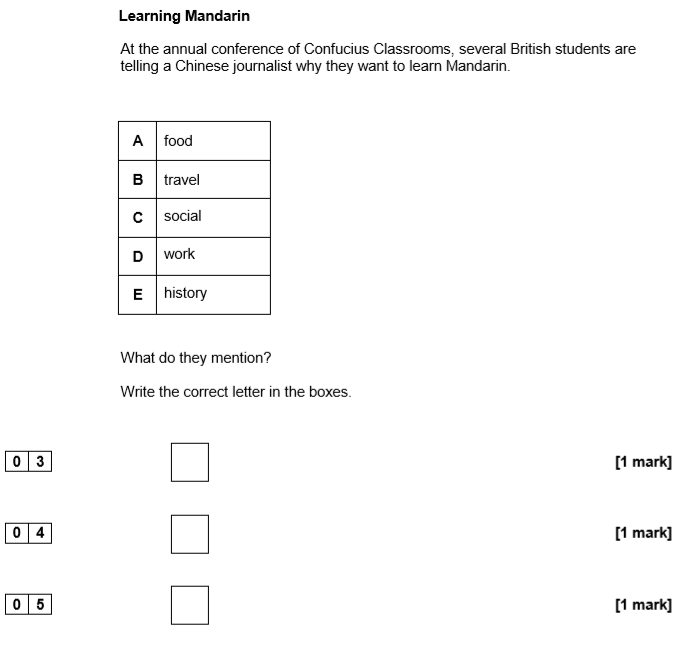 Learning Mandarin
At the annual conference of Confucius Classrooms, several British students are
telling a Chinese journalist why they want to learn Mandarin.
A food
B travel
C social
D work
E history
What do they mention?
Write the correct letter in the boxes.
0 3 [1 mark]
0 4 [1 mark]
0 5 [1 mark]